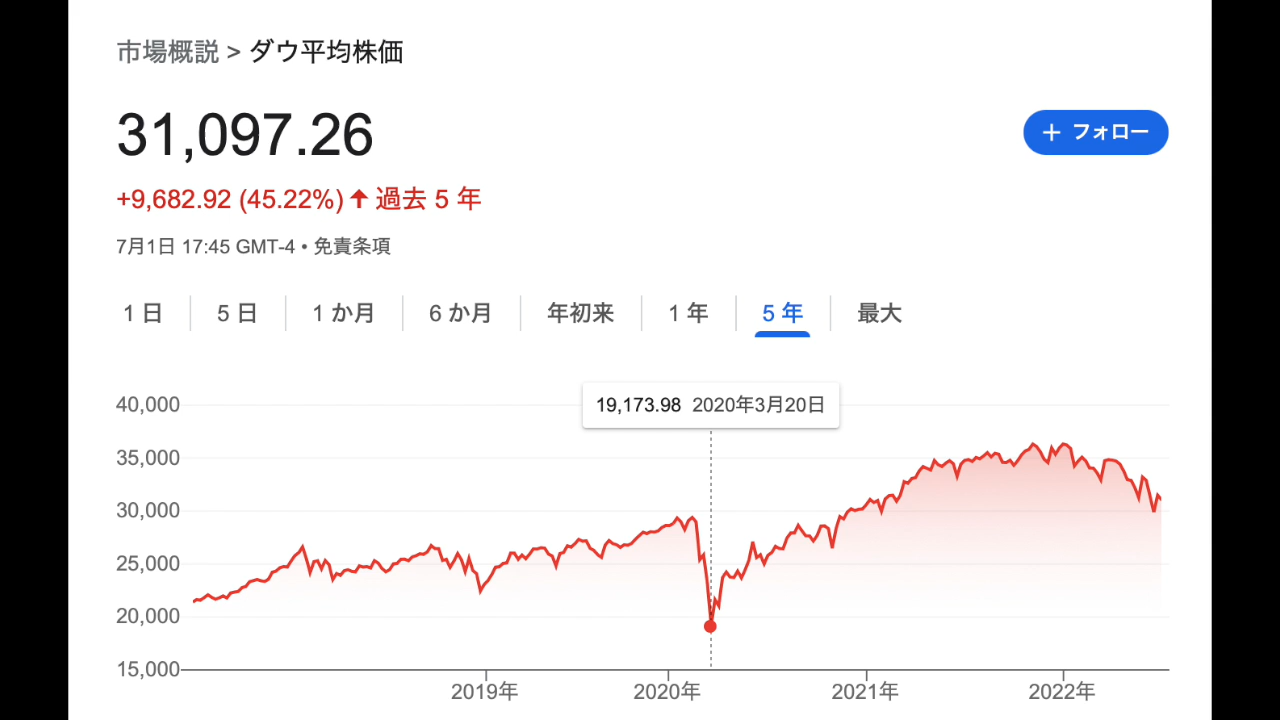 市場概説 > ダウ平均株価
31,097.26
+ フォロー
+9,682.92 (45.22%) ↑ 過去 5 年
7月1日 17:45 GMT-4 • 免責条項
1 日 5 日 1 か月 6 か月 年初来 1 年 5 年 最大
19,173.98 2020年3月20日
40,000
35,000
30,000
25,000
20,000
15,000
2019年 2020年 2021年 2022年